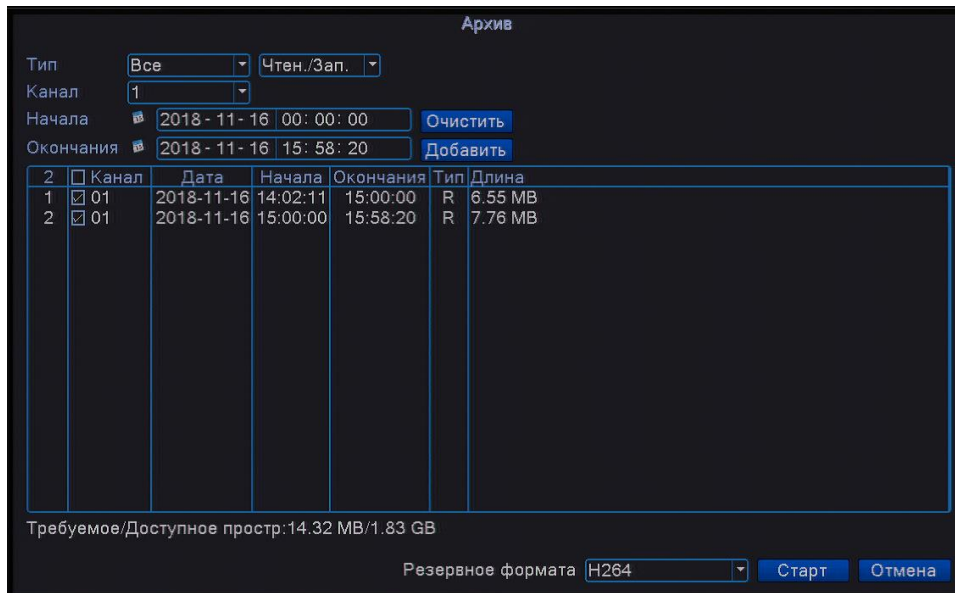 Архив
Тип Все Чтен./Зап.
Канал 1
Начала 2018-11-16 00:00:00 Очистить
Окончания 2018-11-16 15:58:20 Добавить
2 Канал Дата Начала Окончания Тип Длина
1 01 2018-11-16 14:02:11 15:00:00 R 6.55 MB
2 01 2018-11-16 15:00:00 15:58:20 R 7.76 MB
Требуемое/Доступное простр:14.32 MB/1.83 GB
Резервное формата H264 Старт Отмена